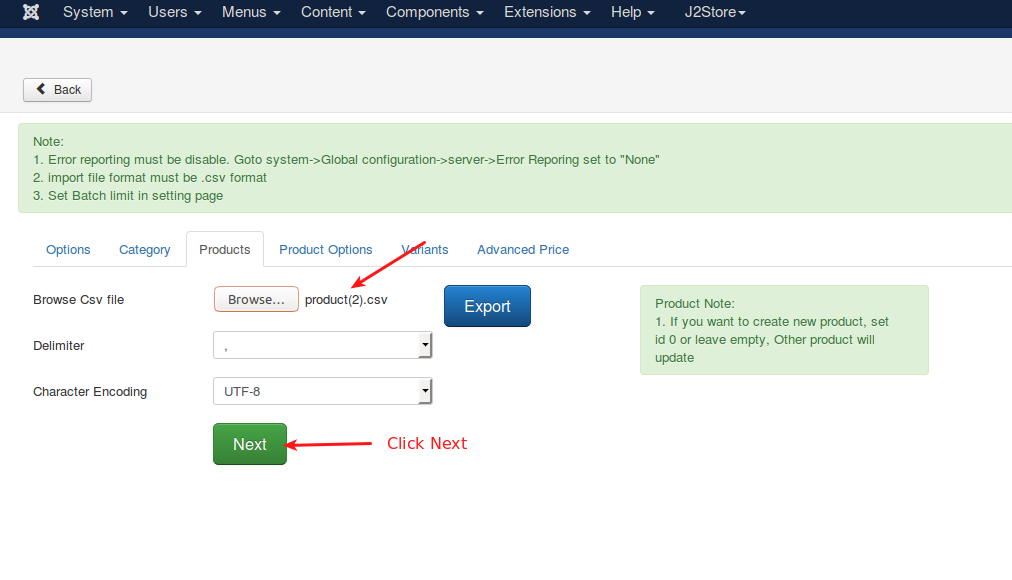 System Users Menus Content Components Extensions Help J2Store
Back
Note:
1. Error reporting must be disable. Goto system->Global configuration->server->Error Reporing set to "None"
2. import file format must be .csv format
3. Set Batch limit in setting page
Options Category Products Product Options Variants Advanced Price
Browse Csv file Browse... product(2).csv Export
Delimiter ,
Character Encoding UTF-8
Next Click Next
Product Note:
1. If you want to create new product, set
id 0 or leave empty, Other product will
update